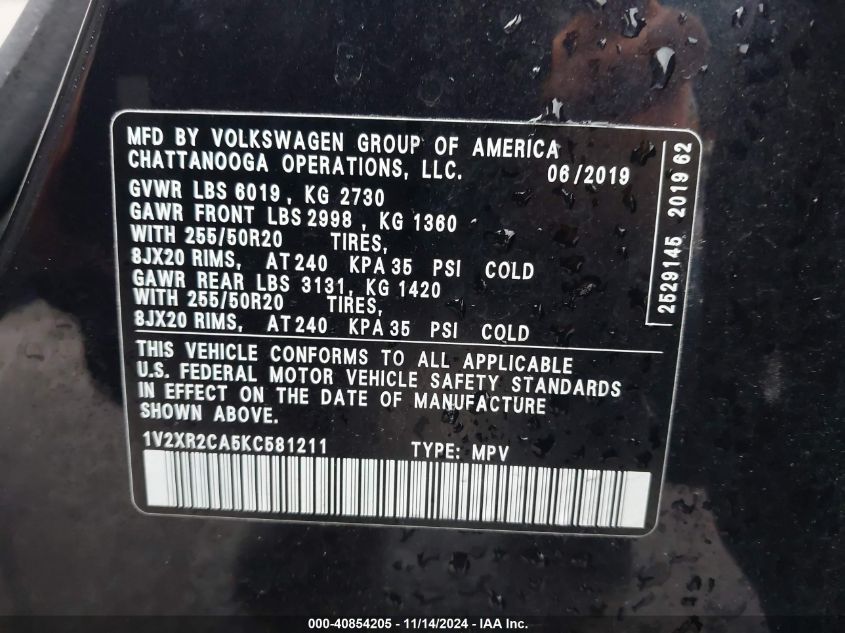 MFD BY VOLKSWAGEN GROUP OF AMERICA
CHATTANOOGA OPERATIONS, LLC. 06/2019
GVWR LBS 6019, KG 2730
GAWR FRONT LBS 2998, KG 1360
WITH 255/50R20 TIRES,
8JX20 RIMS, AT 240 KPA 35 PSI COLD
GAWR REAR LBS 3131, KG 1420
WITH 255/50R20 TIRES,
8JX20 RIMS, AT 240 KPA 35 PSI COLD
2529145 2019 62
THIS VEHICLE CONFORMS TO ALL APPLICABLE
U.S. FEDERAL MOTOR VEHICLE SAFETY STANDARDS
IN EFFECT ON THE DATE OF MANUFACTURE
SHOWN ABOVE.
1V2XR2CA5KC581211 TYPE: MPV
000-40854205 - 11/14/2024 - © IAA Inc.